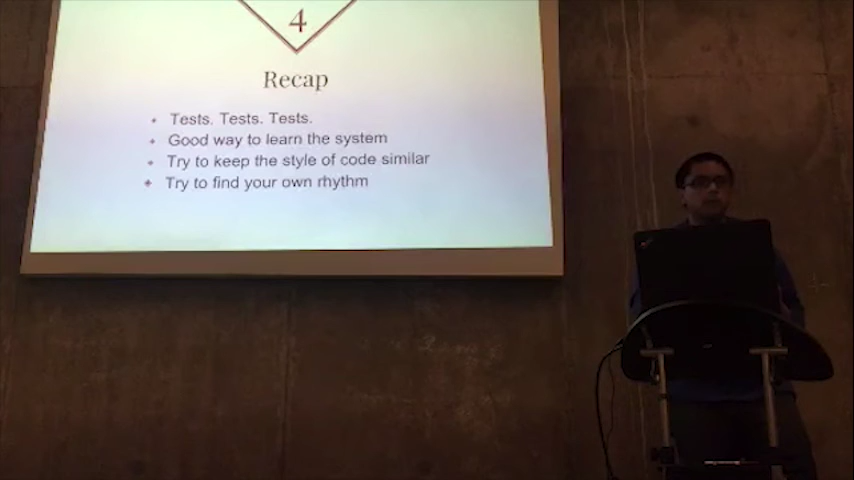 4
Recap
Tests. Tests. Tests.
Good way to learn the system
Try to keep the style of code similar
Try to find your own rhythm